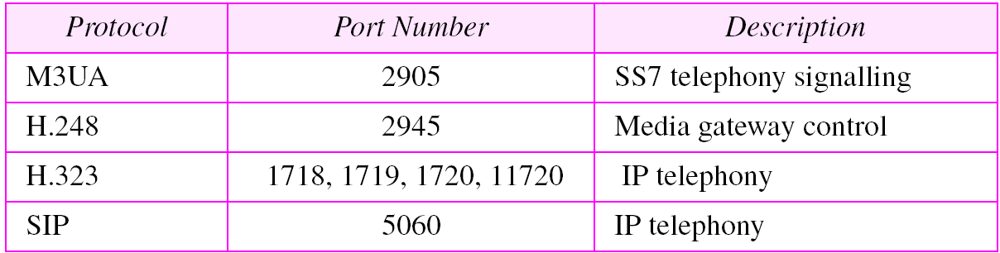 Protocol Port Number Description
M3UA 2905 SS7 telephony signalling
H.248 2945 Media gateway control
H.323 1718, 1719, 1720, 11720 IP telephony
SIP 5060 IP telephony